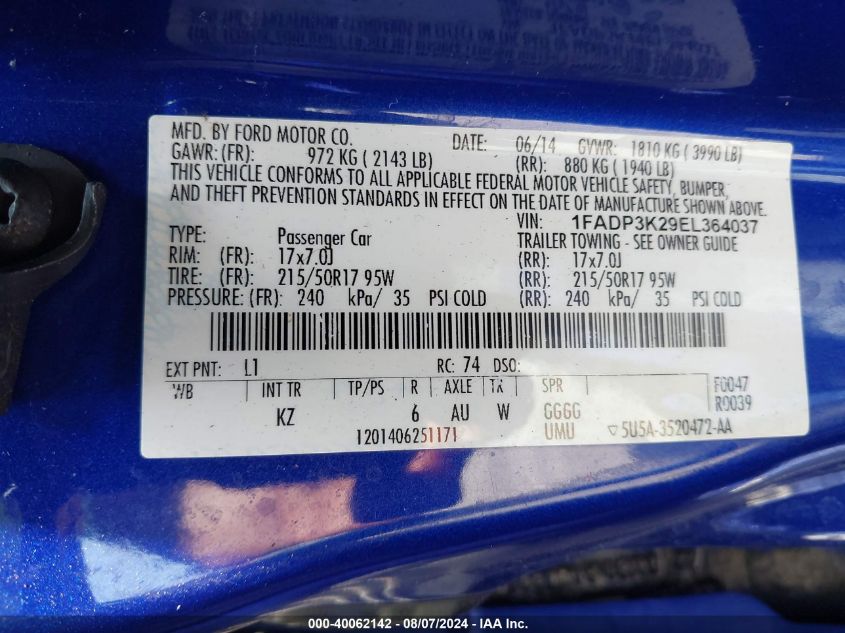 MFD. BY FORD MOTOR CO. DATE: 06/14 GVWR: 1810 KG ( 3990 LB)
GAWR: (FR): 972 KG ( 2143 LB) (RR): 880 KG ( 1940 LB)
THIS VEHICLE CONFORMS TO ALL APPLICABLE FEDERAL MOTOR VEHICLE SAFETY, BUMPER,
AND THEFT PREVENTION STANDARDS IN EFFECT ON THE DATE OF MANUFACTURE SHOWN ABOVE.
VIN: 1FADP3K29EL364037
TYPE: Passenger Car TRAILER TOWING - SEE OWNER GUIDE
RIM: (FR): 17x7.0J (RR): 17x7.0J
TIRE: (FR): 215/50R17 95W (RR): 215/50R17 95W
PRESSURE: (FR): 240 kPa/ 35 PSI COLD (RR): 240 kPa/ 35 PSI COLD
EXT PNT: L1 RC: 74 DSO:
WB INT TR TP/PS R AXLE TR SPR F0047
KZ 6 AU W GGGG R0039
1201406251171 UMU ▽5U5A-3520472-AA
000-40062142 - 08/07/2024 - IAA Inc.